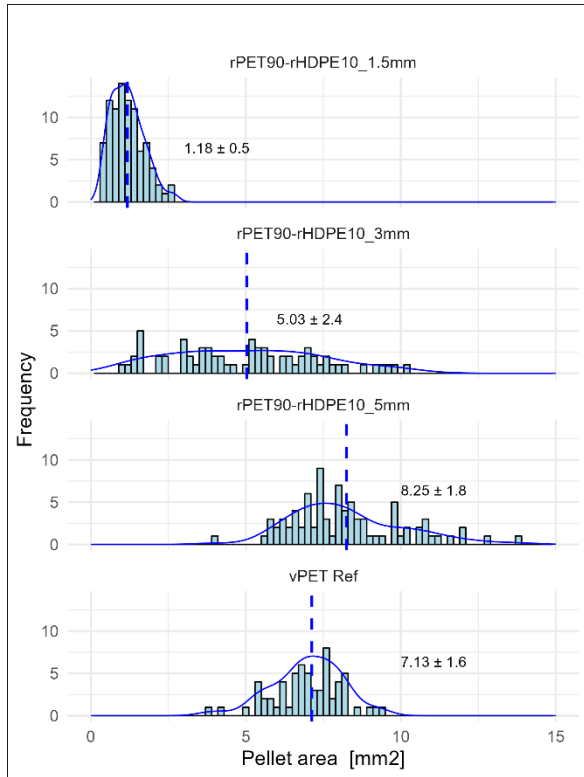 rPET90-rHDPE10_1.5mm
10
5
0
1.18 ± 0.5
rPET90-rHDPE10_3mm
10
5
0
5.03 ± 2.4
rPET90-rHDPE10_5mm
10
5
0
8.25 ± 1.8
vPET Ref
10
5
0
7.13 ± 1.6
Frequency
0 5 10 15
Pellet area [mm2]